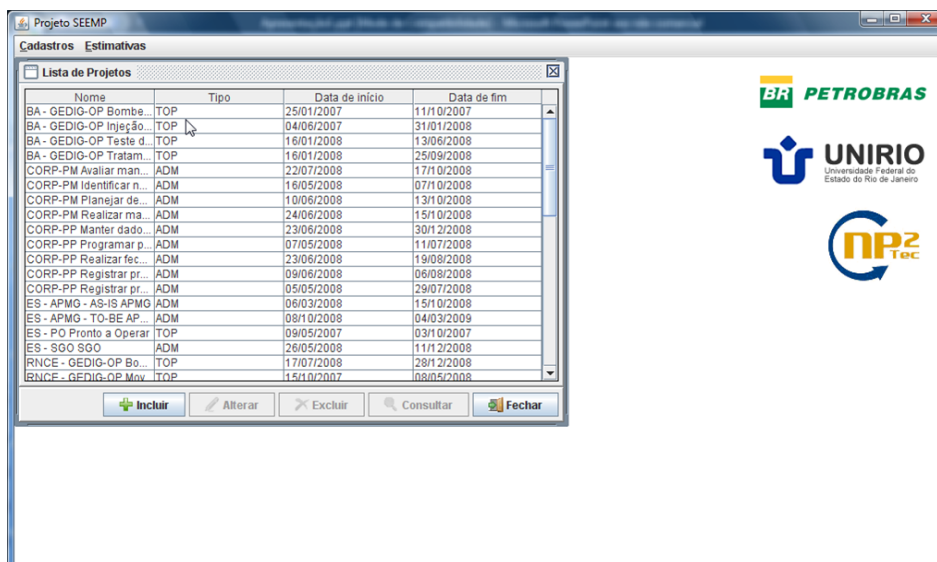 Projeto SEEMP
Cadastros Estimativas
Lista de Projetos
Nome Tipo Data de início Data de fim
BA - GEDIG-OP Bombe... TOP 25/01/2007 11/10/2007
BA - GEDIG-OP Injeção... TOP 04/06/2007 31/01/2008
BA - GEDIG-OP Teste d... TOP 16/01/2008 13/06/2008
BA - GEDIG-OP Tratam... TOP 16/01/2008 25/09/2008
CORP-PM Avaliar man... ADM 22/07/2008 17/10/2008
CORP-PM Identificar n... ADM 16/05/2008 07/10/2008
CORP-PM Planejar de... ADM 10/06/2008 13/10/2008
CORP-PM Realizar ma... ADM 24/06/2008 15/10/2008
CORP-PP Manter dado... ADM 23/06/2008 30/12/2008
CORP-PP Programar p... ADM 07/05/2008 11/07/2008
CORP-PP Realizar fec... ADM 23/06/2008 19/08/2008
CORP-PP Registrar pr... ADM 09/06/2008 06/08/2008
CORP-PP Registrar pr... ADM 05/05/2008 29/07/2008
ES - APMG - AS-IS APMG ADM 06/03/2008 15/10/2008
ES - APMG - TO-BE AP... ADM 08/10/2008 04/03/2009
ES - PO Pronto a Operar TOP 09/05/2007 03/10/2007
ES - SGO SGO ADM 26/05/2008 11/12/2008
RNCE - GEDIG-OP Bo... TOP 17/07/2008 28/12/2008
RNCE - GEDIG-OP Mov... TOP 15/10/2007 08/05/2008
Incluir Alterar Excluir Consultar Fechar
BR PETROBRAS
UNIRIO
Universidade Federal do
Estado do Rio de Janeiro
NP2
Tec